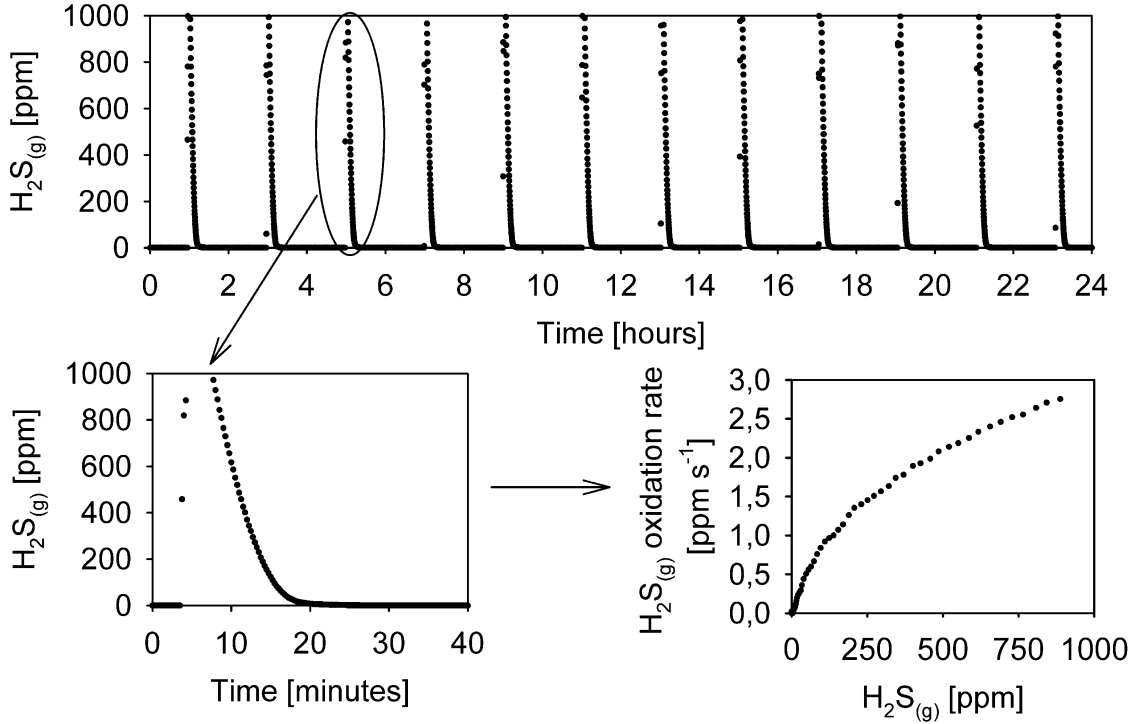 H₂S₍g₎ [ppm]
1000
800
600
400
200
0
0 2 4 6 8 10 12 14 16 18 20 22 24
Time [hours]
H₂S₍g₎ [ppm]
1000
800
600
400
200
0
0 10 20 30 40
Time [minutes]
H₂S₍g₎ oxidation rate
[ppm s⁻¹]
3,0
2,5
2,0
1,5
1,0
0,5
0,0
0 250 500 750 1000
H₂S₍g₎ [ppm]